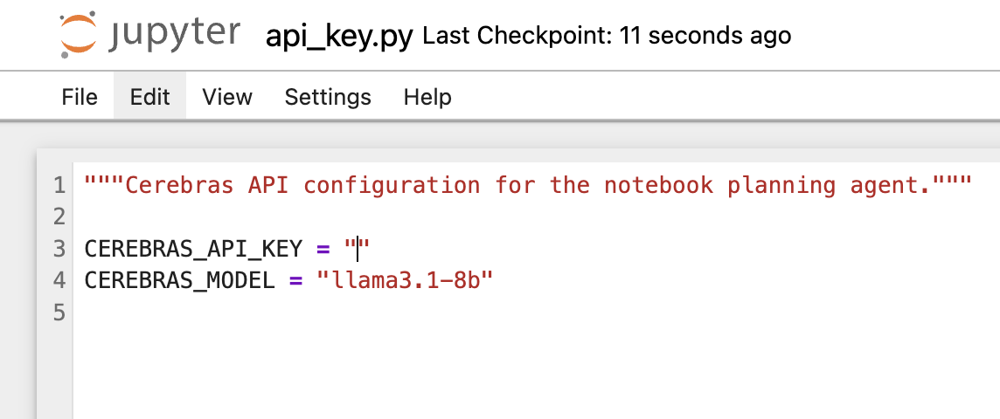 jupyter api_key.py Last Checkpoint: 11 seconds ago
File Edit View Settings Help
1 """Cerebras API configuration for the notebook planning agent."""
2
3 CEREBRAS_API_KEY = ""
4 CEREBRAS_MODEL = "llama3.1-8b"
5